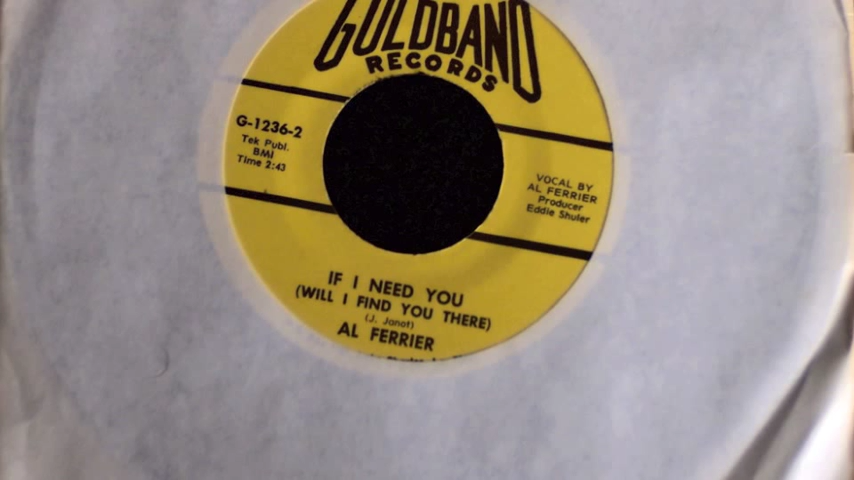 GOLDBAND
RECORDS
G-1236-2
Tek Publ.
BMI
Time 2:43
VOCAL BY
AL FERRIER
Producer
Eddie Shuler
IF I NEED YOU
(WILL I FIND YOU THERE)
(J. Janot)
AL FERRIER